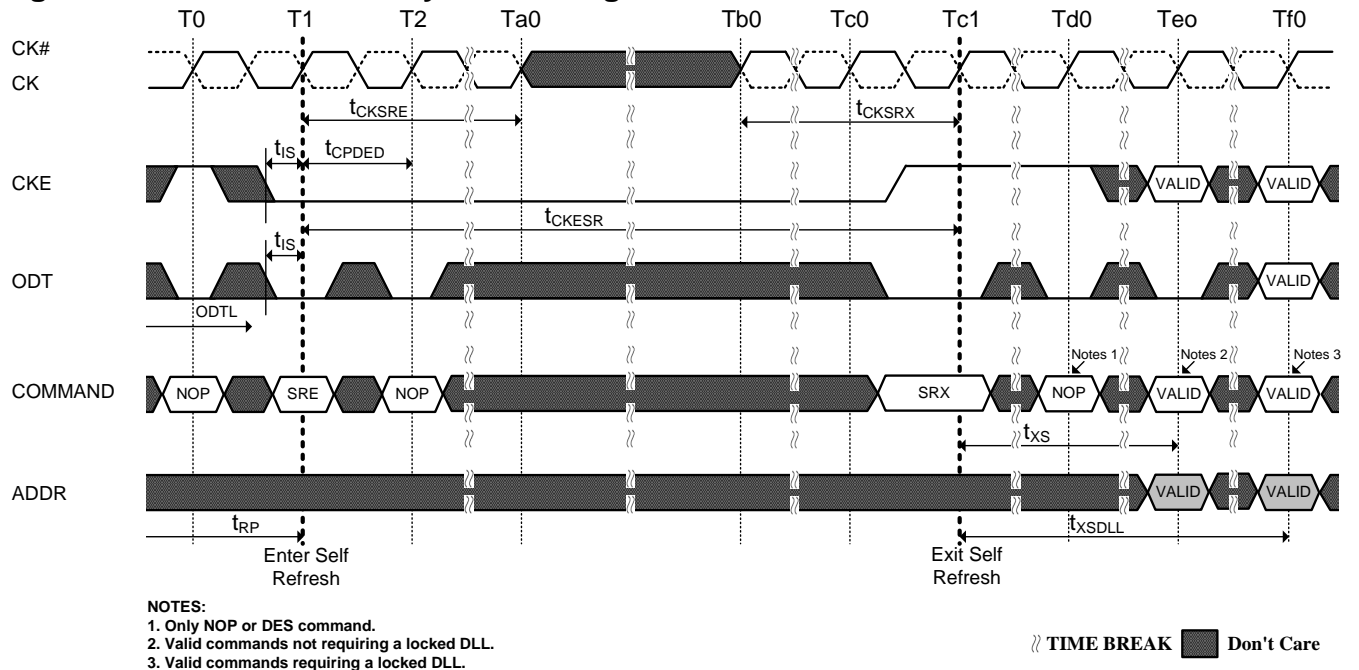 T0 T1 T2 Ta0 Tb0 Tc0 Tc1 Td0 Teo Tf0
CK#
CK
tCKSRE tCKSRX
tIS tCPDED
CKE VALID VALID
tCKESR
tIS
ODT VALID
ODTL
Notes 1 Notes 2 Notes 3
COMMAND NOP SRE NOP SRX NOP VALID VALID
tXS
ADDR VALID VALID
tRP tXSDLL
Enter Self Refresh
Exit Self Refresh
NOTES:
1. Only NOP or DES command.
2. Valid commands not requiring a locked DLL.
3. Valid commands requiring a locked DLL.
TIME BREAK Don't Care